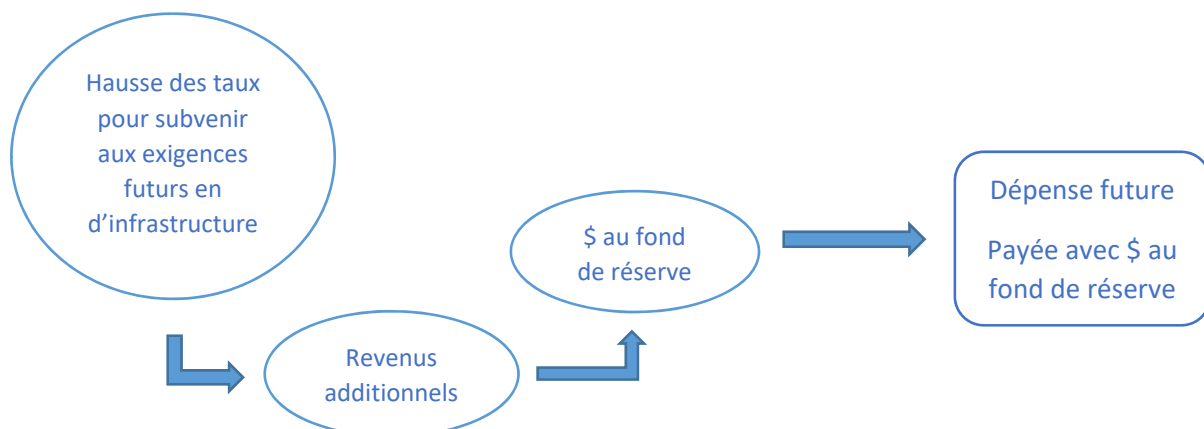 Hausse des taux
pour subvenir
aux exigences
futurs en
d’infrastructure
Revenus
additionnels
$ au fond
de réserve
Dépense future
Payée avec $ au
fond de réserve